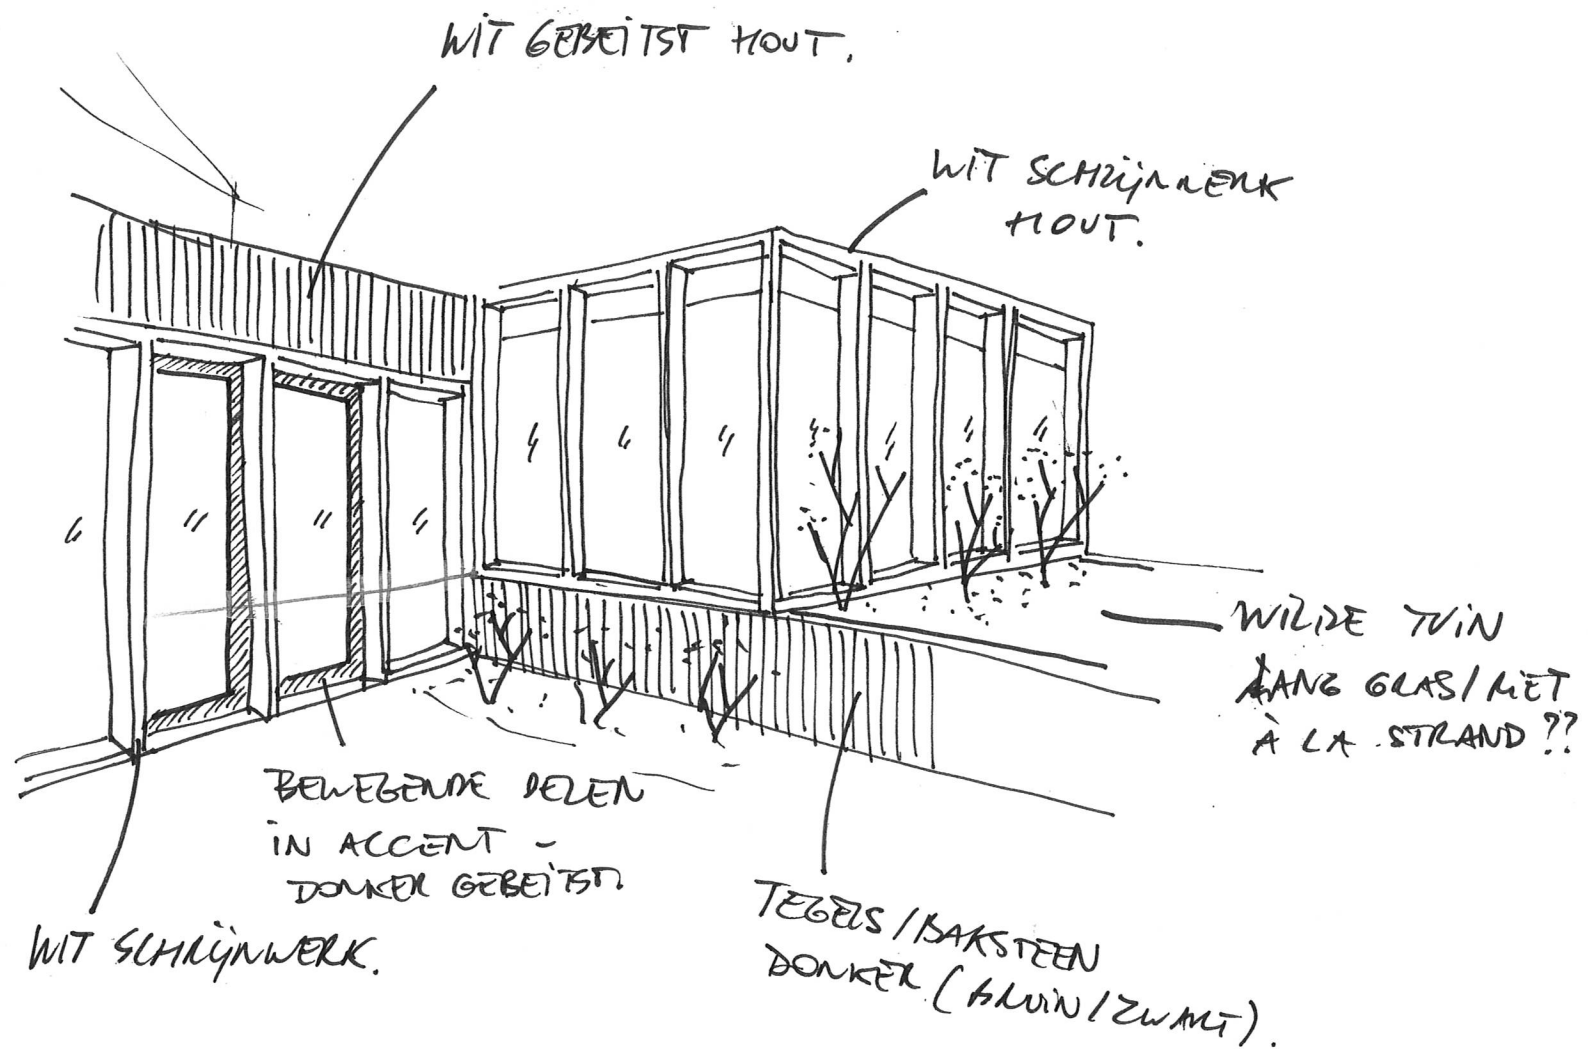 WIT GEBEITST HOUT.
WIT SCHRIJNWERK
HOUT.
WILDE TUIN
LANG GRAS/RIET
À LA STRAND??
BEWEGENDE DELEN
IN ACCENT -
DONKER GEBEITST.
TEGELS/BAKSTEEN
DONKER (BRUIN/ZWART).
WIT SCHRIJNWERK.